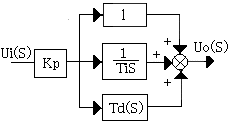 1
+
Uo(S)
Ui(S)
Kp
1
TiS
+
+
Td(S)